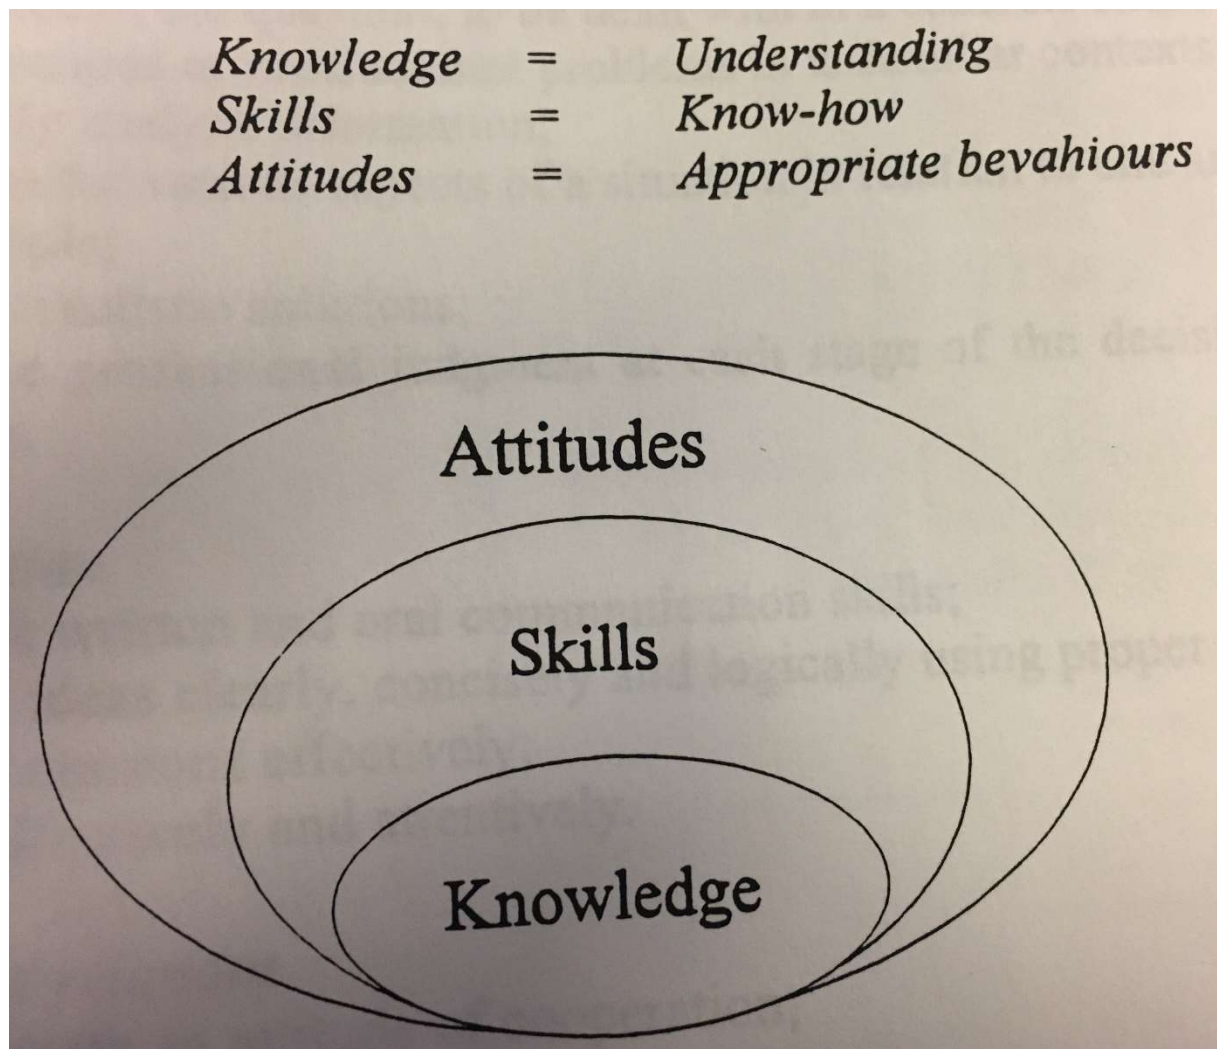 Knowledge = Understanding
Skills = Know-how
Attitudes = Appropriate bevahiours
Attitudes
Skills
Knowledge